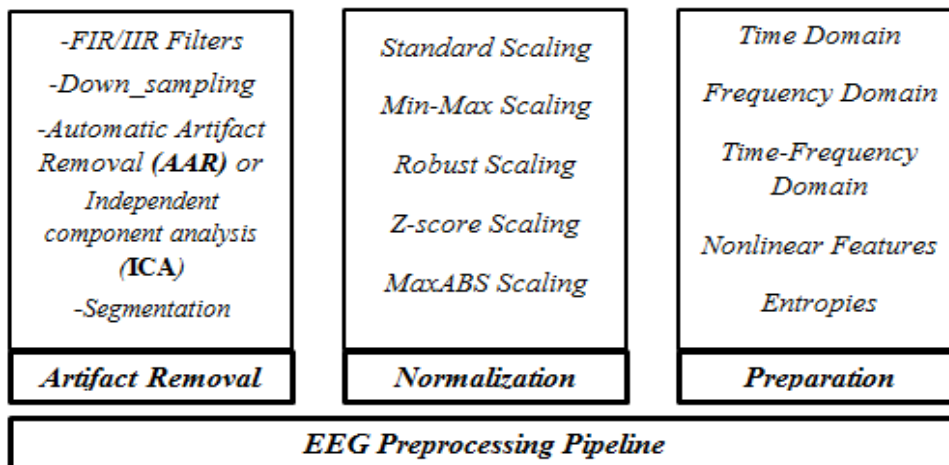 -FIR/IIR Filters
-Down_sampling
-Automatic Artifact
Removal (AAR) or
Independent
component analysis
(ICA)
-Segmentation
Artifact Removal
Standard Scaling
Min-Max Scaling
Robust Scaling
Z-score Scaling
MaxABS Scaling
Normalization
Time Domain
Frequency Domain
Time-Frequency
Domain
Nonlinear Features
Entropies
Preparation
EEG Preprocessing Pipeline